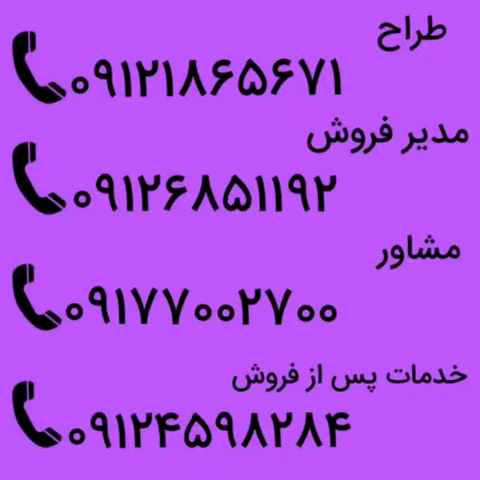 طراح
۰۹۱۲۱۸۶۵۶۷۱
مدیر فروش
۰۹۱۲۶۸۵۱۱۹۲
مشاور
۰۹۱۷۷۰۰۲۷۰۰
خدمات پس از فروش
۰۹۱۲۴۵۹۸۲۸۴